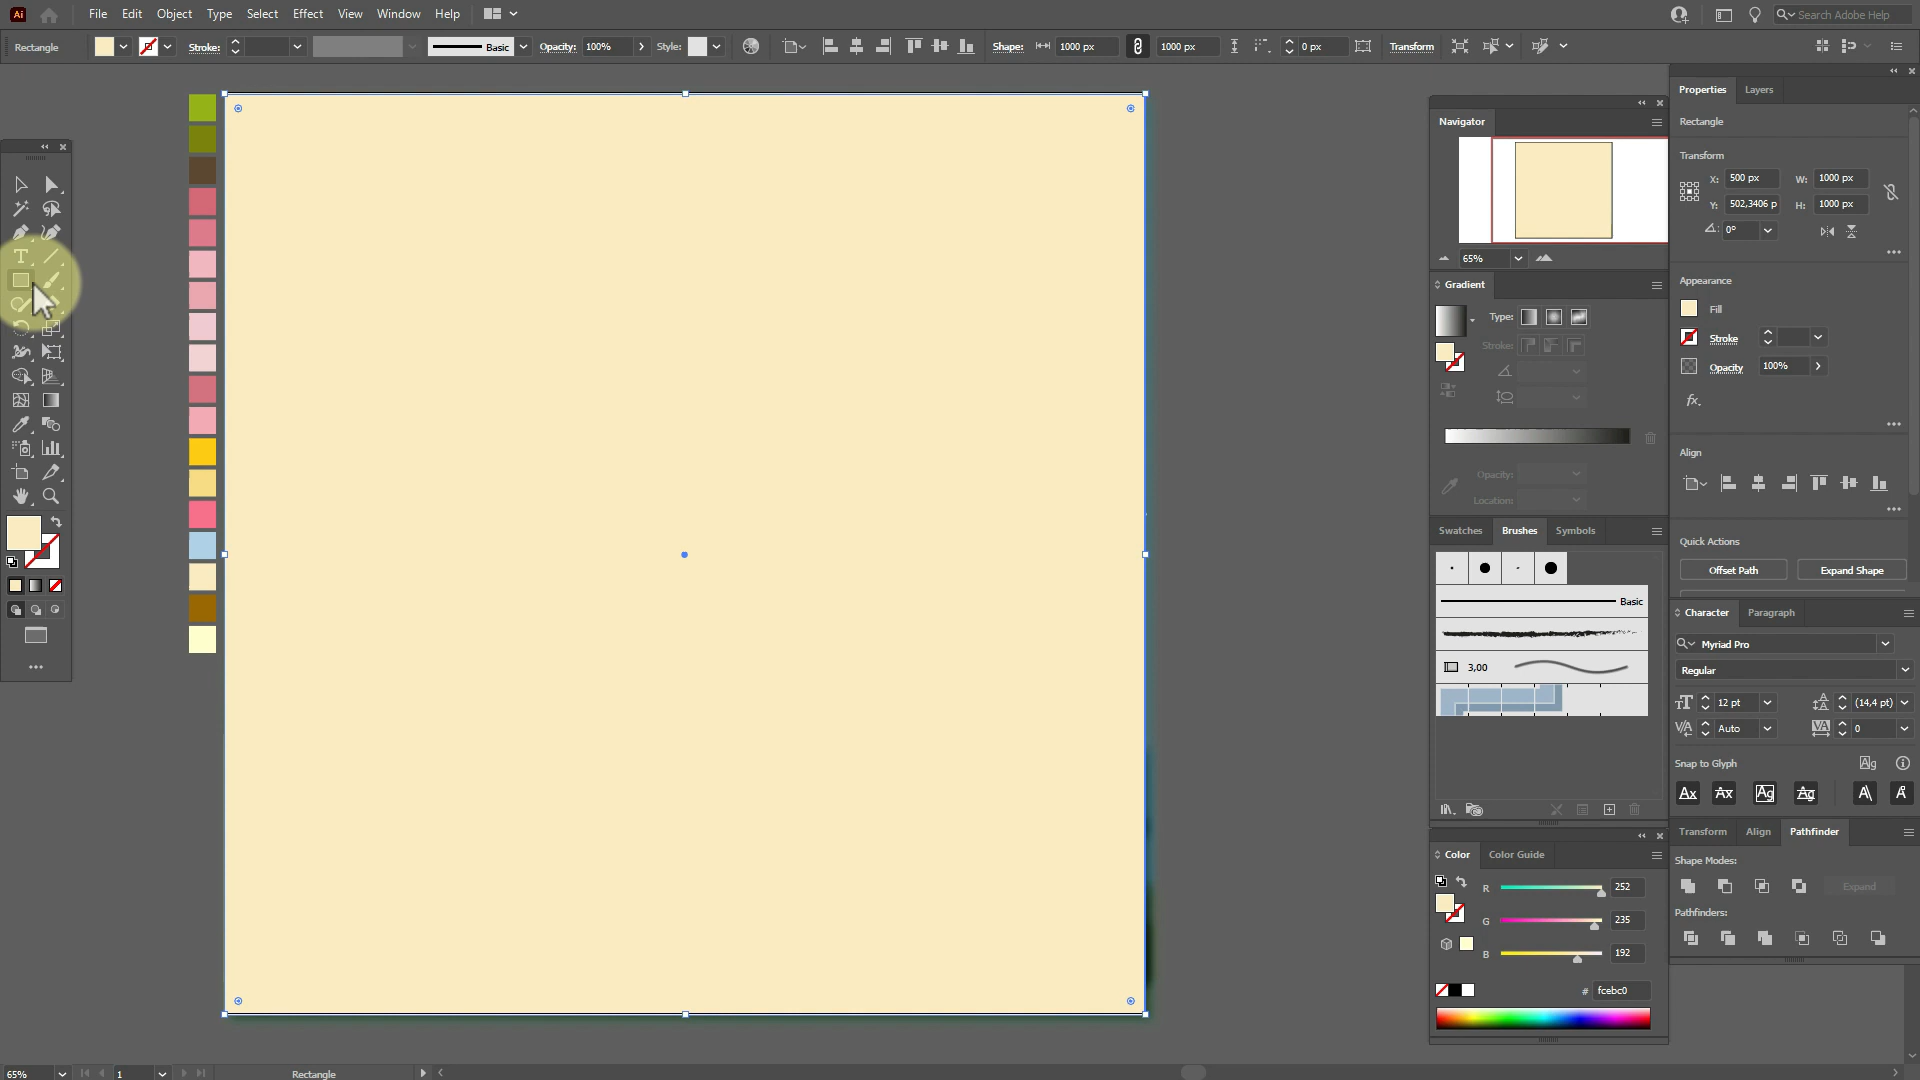 Ai File Edit Object Type Select Effect View Window Help Search Adobe Help
Rectangle Stroke: Basic Opacity: 100% Style: Shape: 1000 px 1000 px 0 px Transform
Properties Layers
Rectangle
Transform
X: 500 px W: 1000 px
Y: 502,3406 p H: 1000 px
0°
Appearance
Fill
Stroke
Opacity 100%
fx.
Align
Quick Actions
Offset Path Expand Shape
Character Paragraph
Myriad Pro
Regular
12 pt (14,4 pt)
Auto 0
Snap to Glyph
Transform Align Pathfinder
Shape Modes:
Expand
Pathfinders:
Navigator
65%
Gradient
Type:
Stroke:
Opacity:
Location:
Swatches Brushes Symbols
Basic
3,00
Color Color Guide
R 252
G 235
B 192
# fcebc0
65% 1 Rectangle